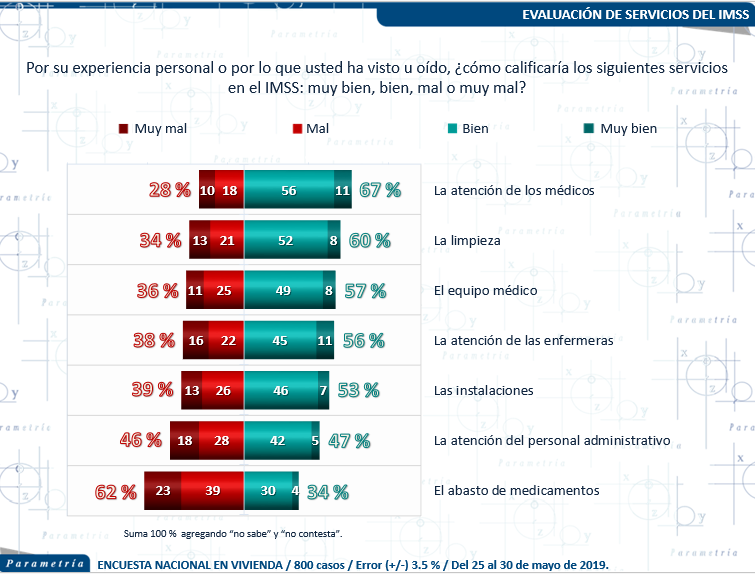 EVALUACIÓN DE SERVICIOS DEL IMSS
Parametría
Por su experiencia personal o por lo que usted ha visto u oído, ¿cómo calificaría los siguientes servicios
en el IMSS: muy bien, bien, mal o muy mal?
Muy mal Mal Bien Muy bien
28 % 10 18 56 11 67 % La atención de los médicos
34 % 13 21 52 8 60 % La limpieza
36 % 11 25 49 8 57 % El equipo médico
38 % 16 22 45 11 56 % La atención de las enfermeras
39 % 13 26 46 7 53 % Las instalaciones
46 % 18 28 42 5 47 % La atención del personal administrativo
62 % 23 39 30 4 34 % El abasto de medicamentos
Suma 100 % agregando “no sabe” y “no contesta”.
Parametría ENCUESTA NACIONAL EN VIVIENDA / 800 casos / Error (+/-) 3.5 % / Del 25 al 30 de mayo de 2019.